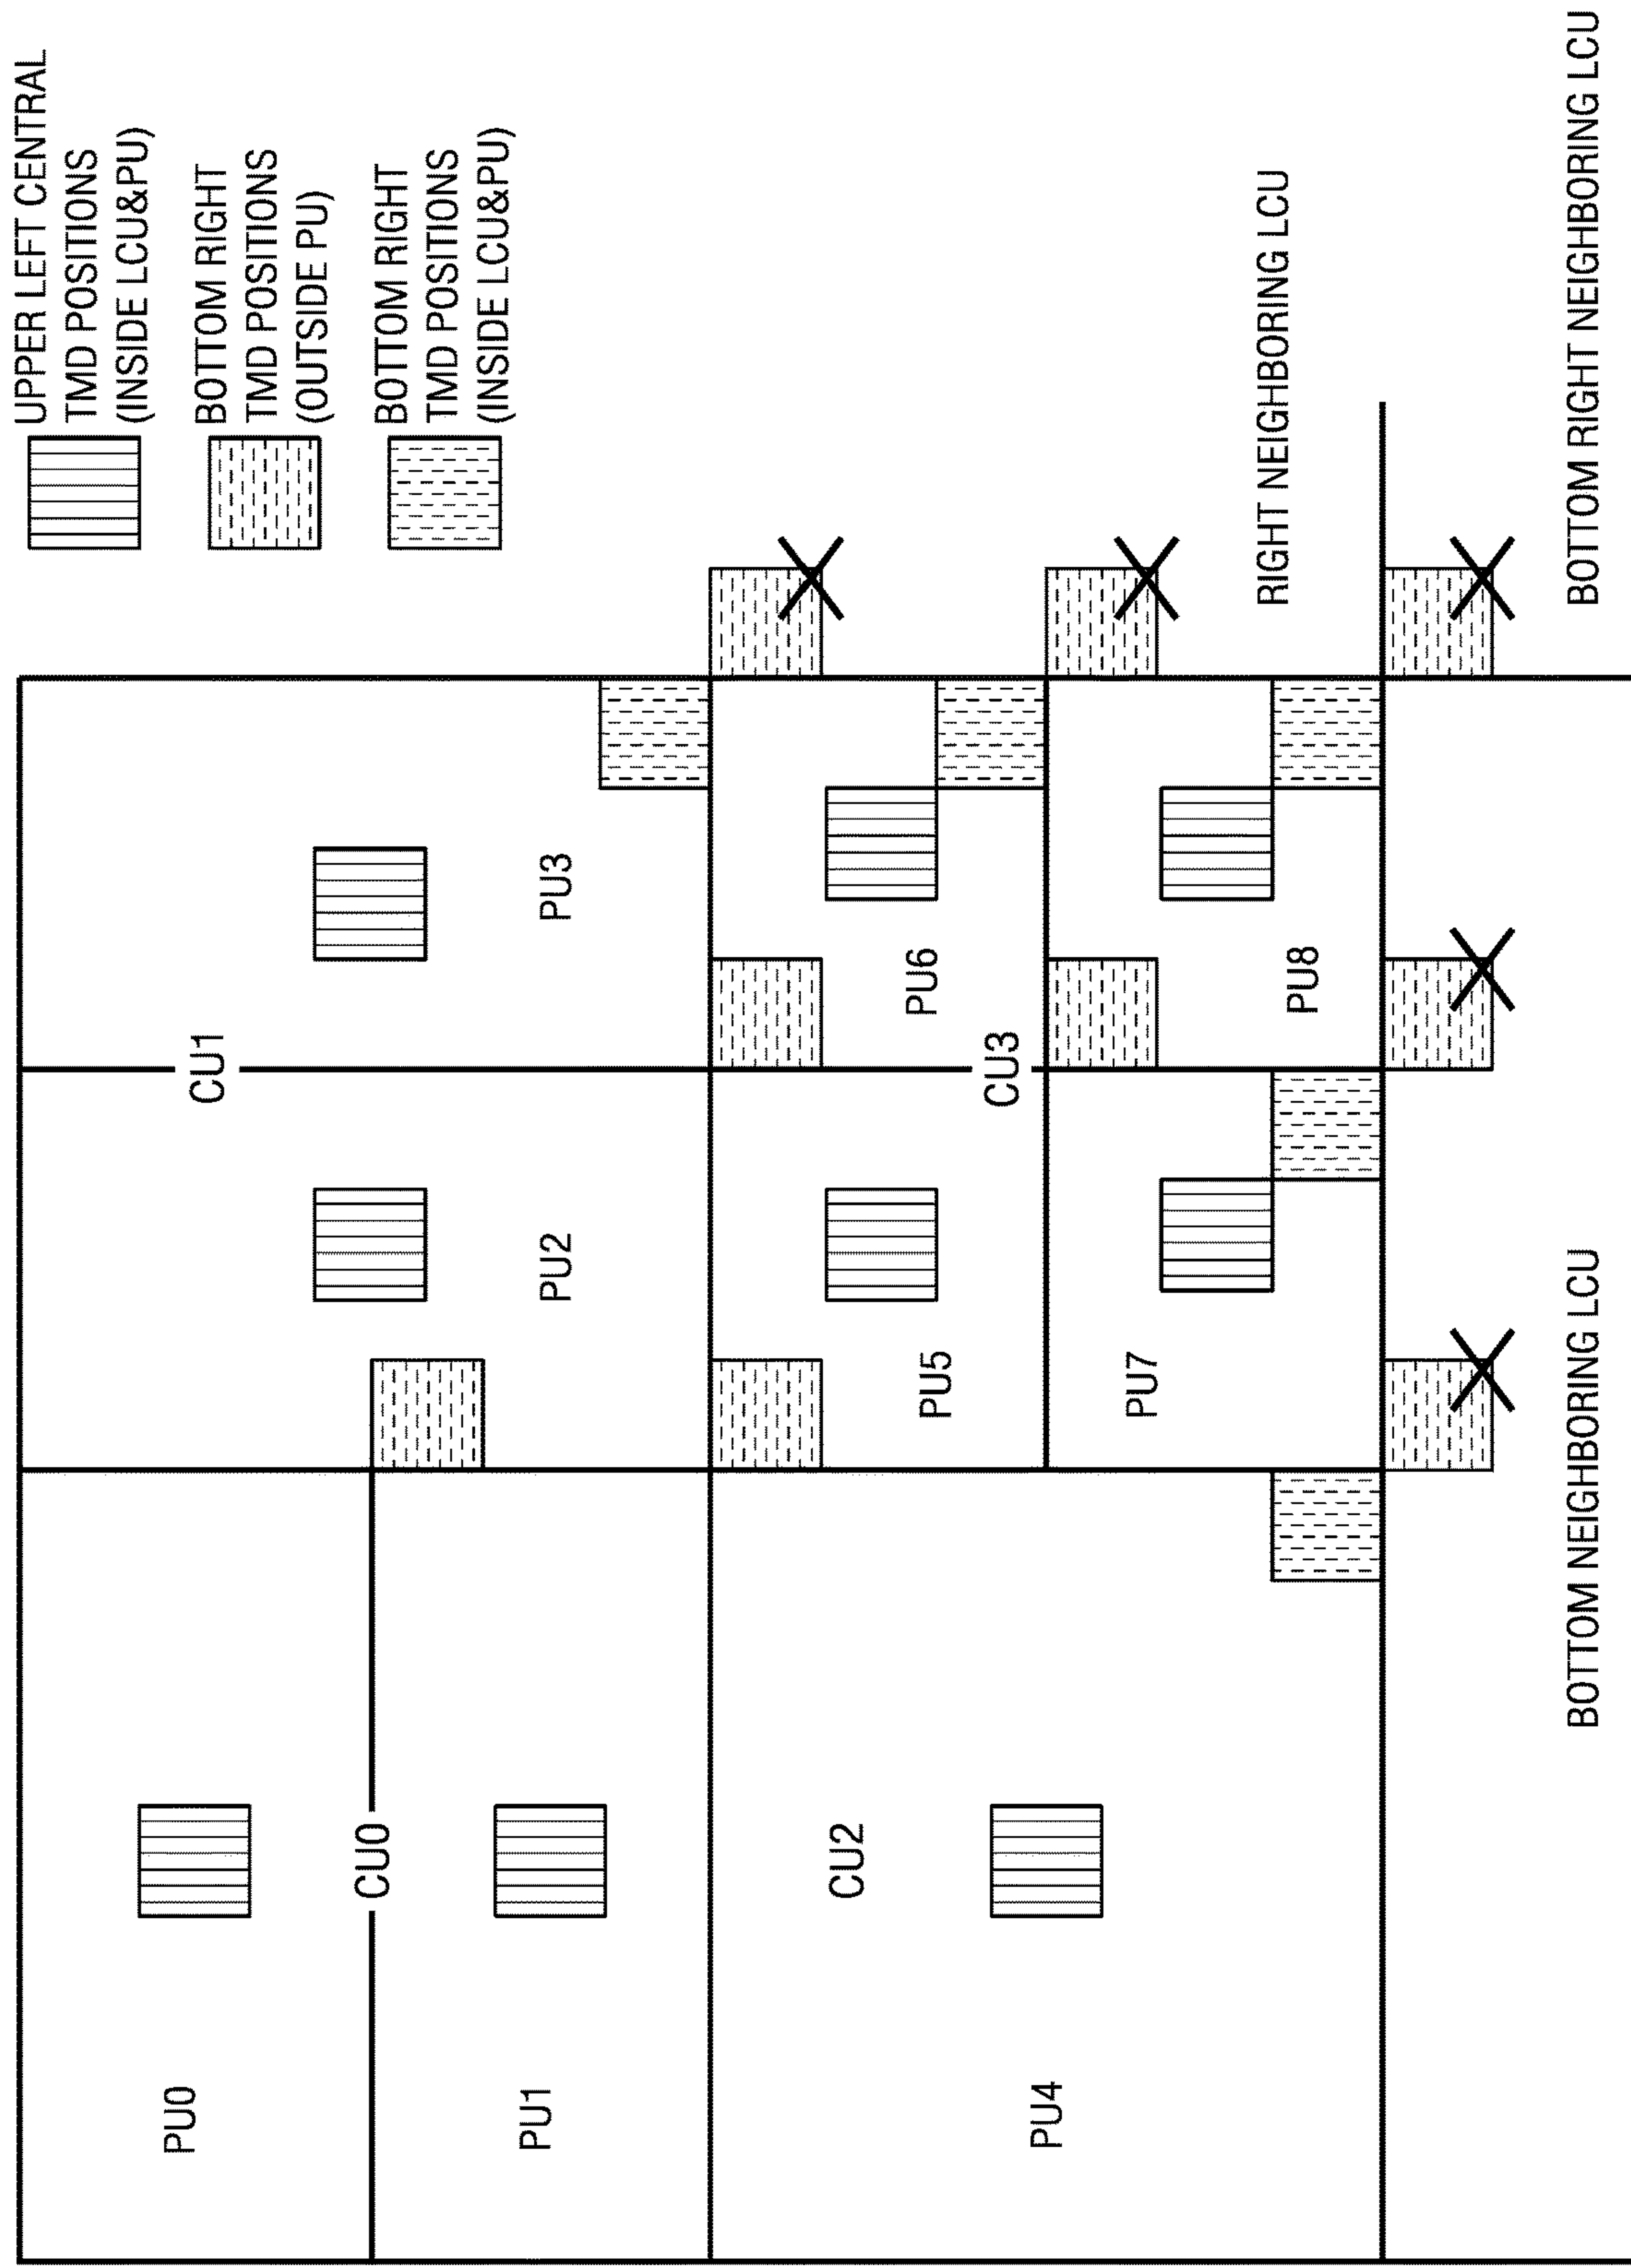 UPPER LEFT CENTRAL
TMD POSITIONS
(INSIDE LCU&PU)
BOTTOM RIGHT
TMD POSITIONS
(OUTSIDE PU)
BOTTOM RIGHT
TMD POSITIONS
(INSIDE LCU&PU)
PU0
CU1
CU0
PU1
PU2
PU3
CU2
PU5
PU6
CU3
PU4
PU7
PU8
RIGHT NEIGHBORING LCU
BOTTOM NEIGHBORING LCU
BOTTOM RIGHT NEIGHBORING LCU